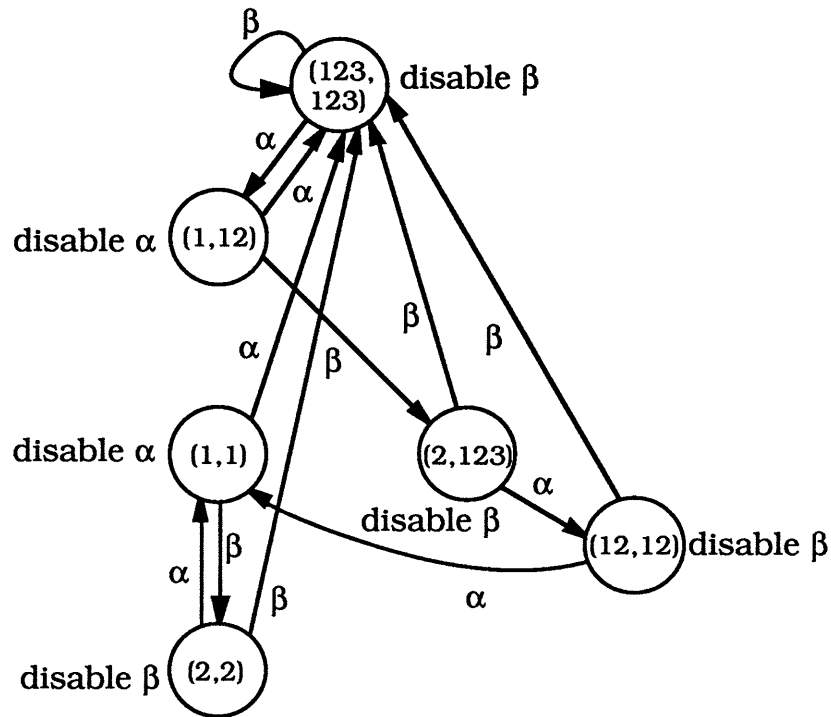 β
(123,
123)
disable β
α
α
disable α
(1,12)
β
β
α
β
disable α
(1,1)
(2,123)
α
disable β
(12,12)
disable β
α
β
α
β
disable β
(2,2)